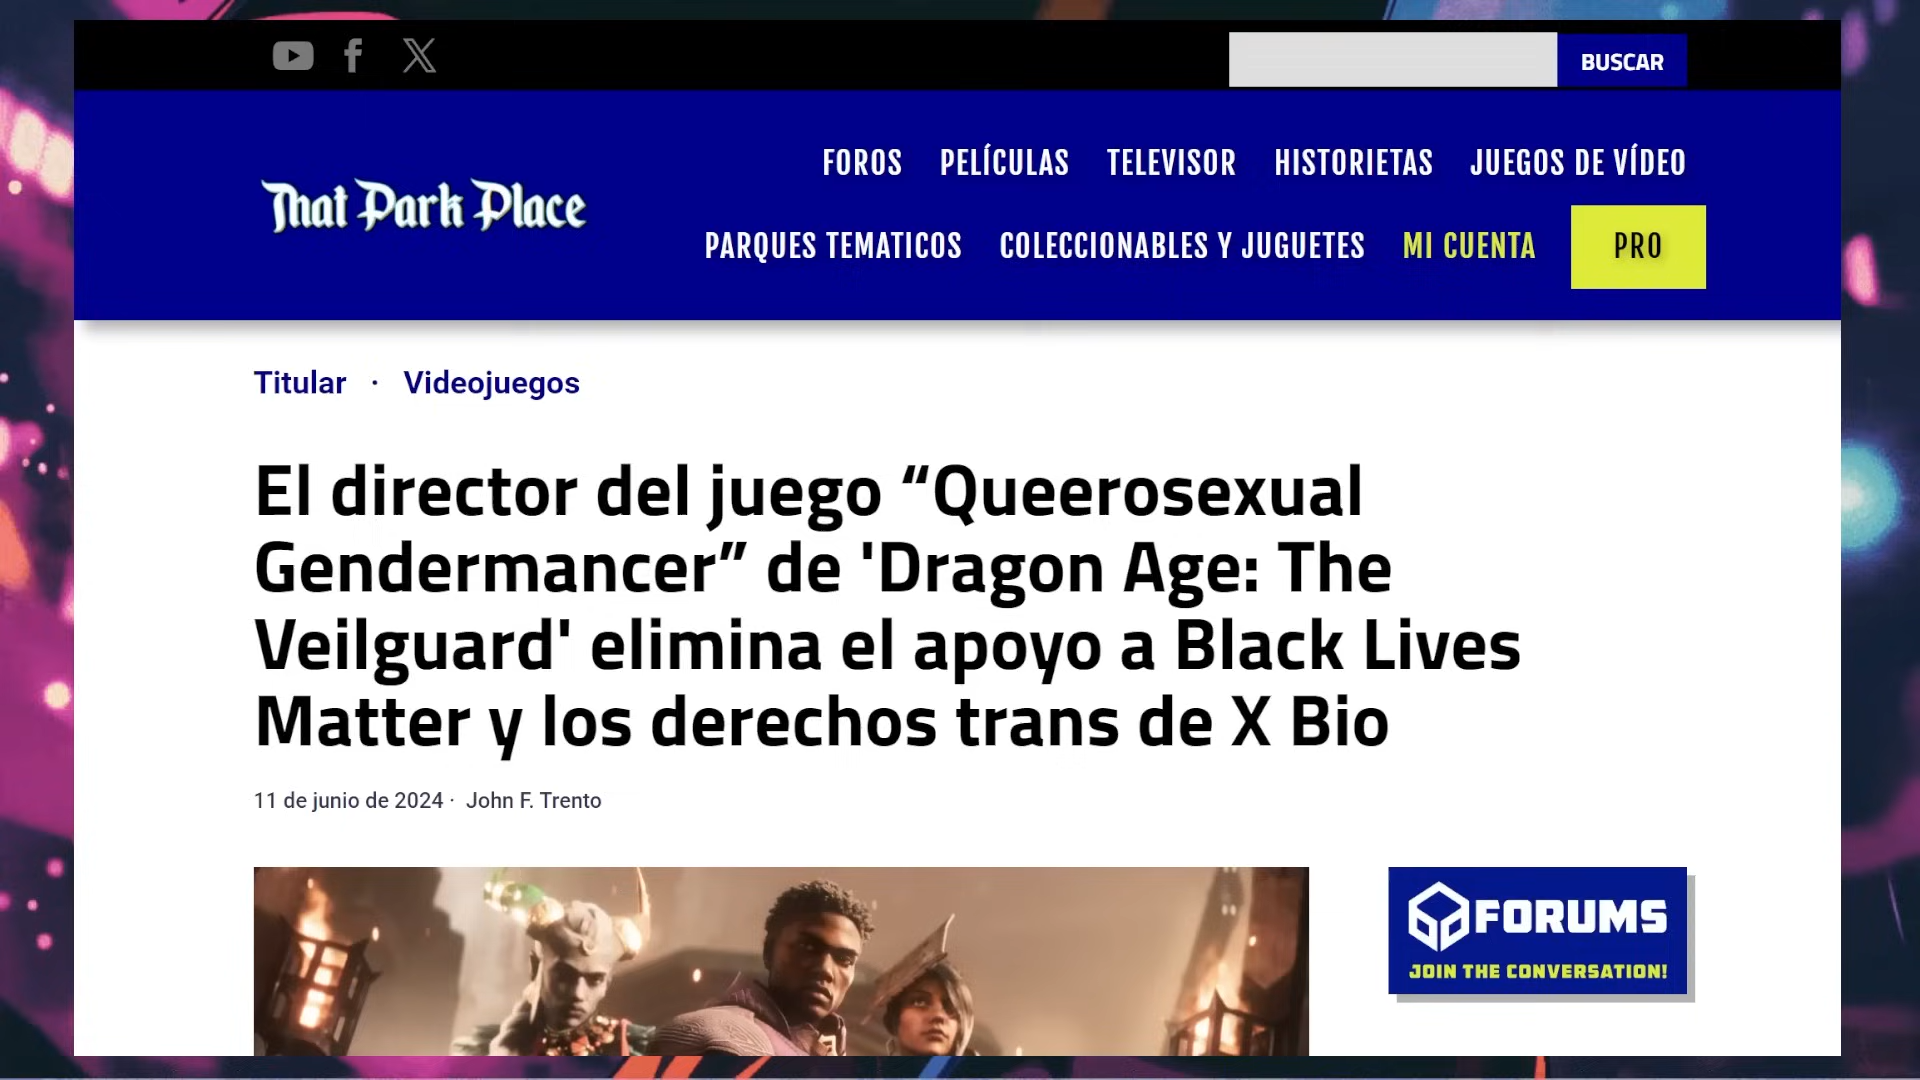 BUSCAR
FOROS PELÍCULAS TELEVISOR HISTORIETAS JUEGOS DE VÍDEO
That Park Place
PARQUES TEMATICOS COLECCIONABLES Y JUGUETES MI CUENTA PRO
Titular · Videojuegos
El director del juego “Queerosexual
Gendermancer” de 'Dragon Age: The
Veilguard' elimina el apoyo a Black Lives
Matter y los derechos trans de X Bio
11 de junio de 2024 · John F. Trento
FORUMS
JOIN THE CONVERSATION!